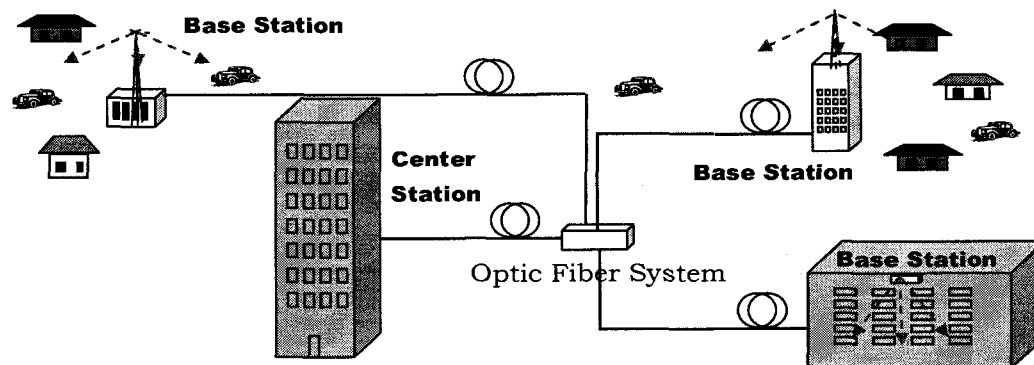 Base Station
Center
Station
Base Station
Optic Fiber System
Base Station